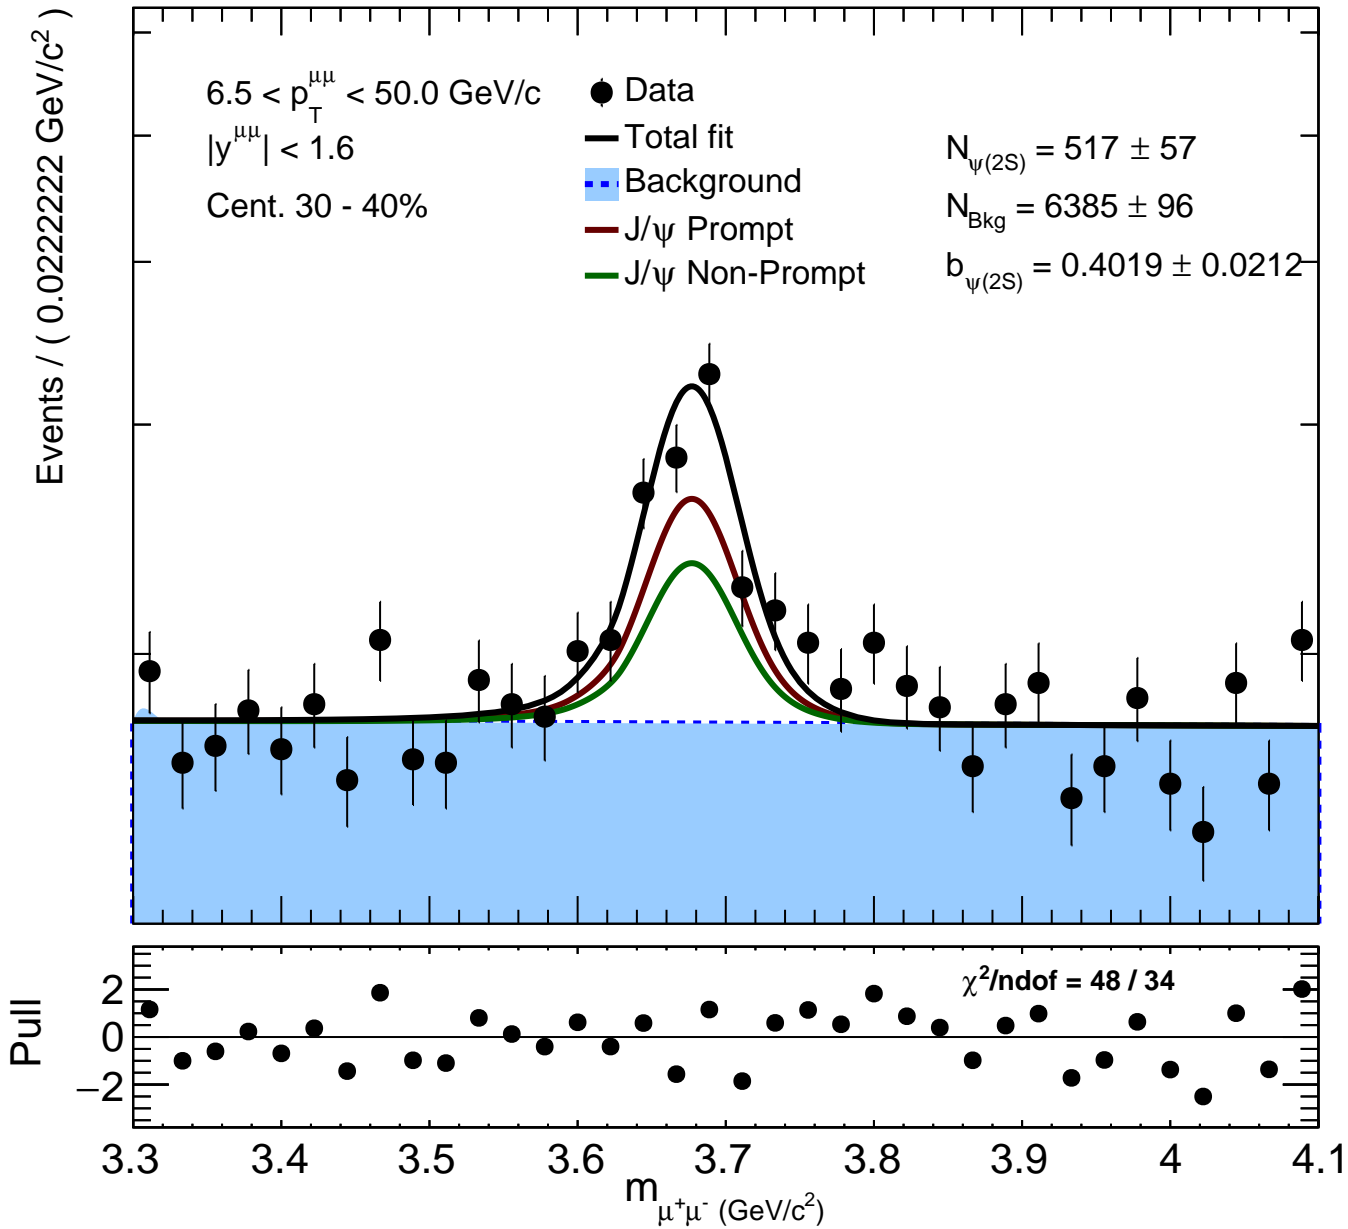 Events / ( 0.0222222 GeV/c²)
6.5 < p_T^μμ < 50.0 GeV/c
|y^μμ| < 1.6
Cent. 30 - 40%
Data
Total fit
Background
J/ψ Prompt
J/ψ Non-Prompt
N_ψ(2S) = 517 ± 57
N_Bkg = 6385 ± 96
b_ψ(2S) = 0.4019 ± 0.0212
χ²/ndof = 48 / 34
Pull
2
0
−2
3.3 3.4 3.5 3.6 3.7 3.8 3.9 4 4.1
m_μ⁺μ⁻ (GeV/c²)